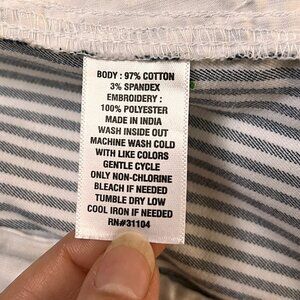 BODY : 97% COTTON
3% SPANDEX
EMBROIDERY :
100% POLYESTER
MADE IN INDIA
WASH INSIDE OUT
MACHINE WASH COLD
WITH LIKE COLORS
GENTLE CYCLE
ONLY NON-CHLORINE
BLEACH IF NEEDED
TUMBLE DRY LOW
COOL IRON IF NEEDED
RN#31104